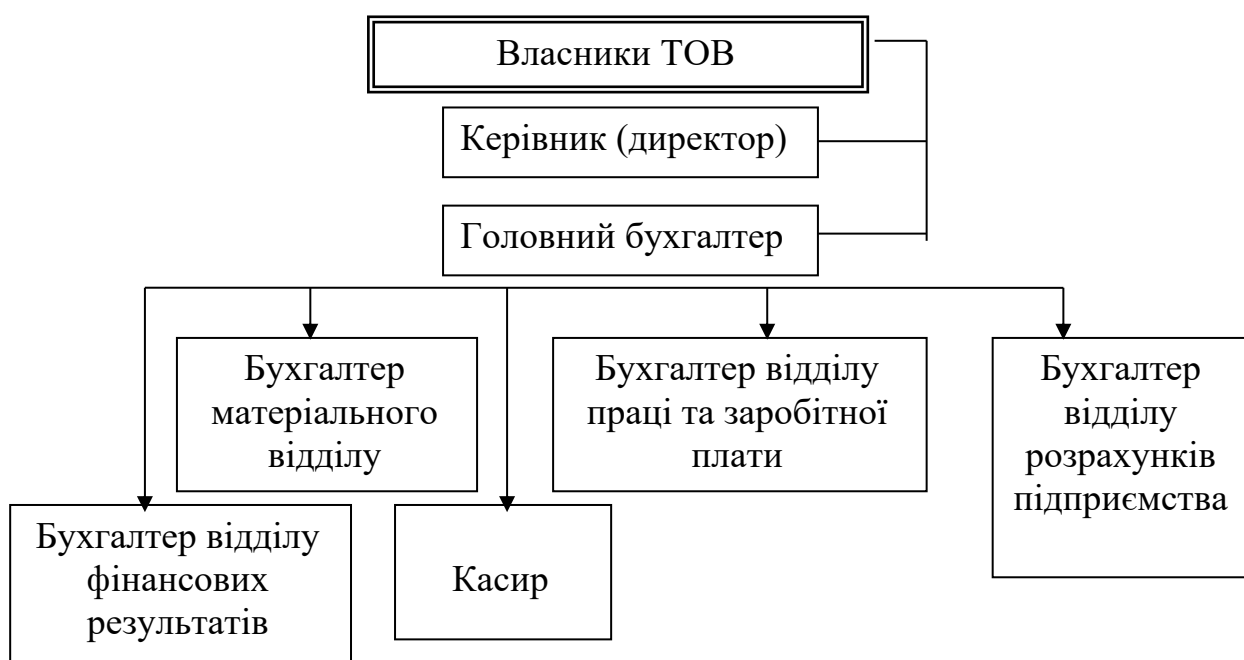 Власники ТОВ
Керівник (директор)
Головний бухгалтер
Бухгалтер
матеріального
відділу
Бухгалтер відділу
праці та заробітної
плати
Бухгалтер
відділу
розрахунків
підприємства
Бухгалтер відділу
фінансових
результатів
Касир